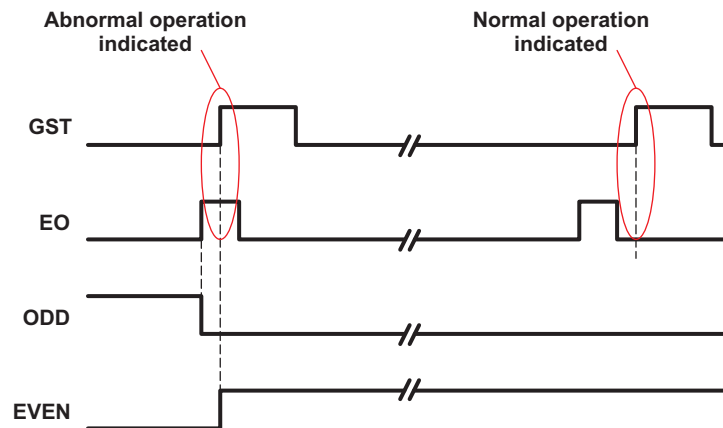 Abnormal operation
indicated
Normal operation
indicated
GST
EO
ODD
EVEN